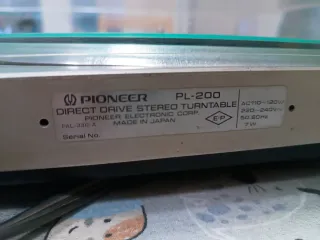 PIONEER PL-200
DIRECT DRIVE STEREO TURNTABLE
PIONEER ELECTRONIC CORP.
MADE IN JAPAN
Serial No.
AC110-120V
220-240V~
50,60Hz